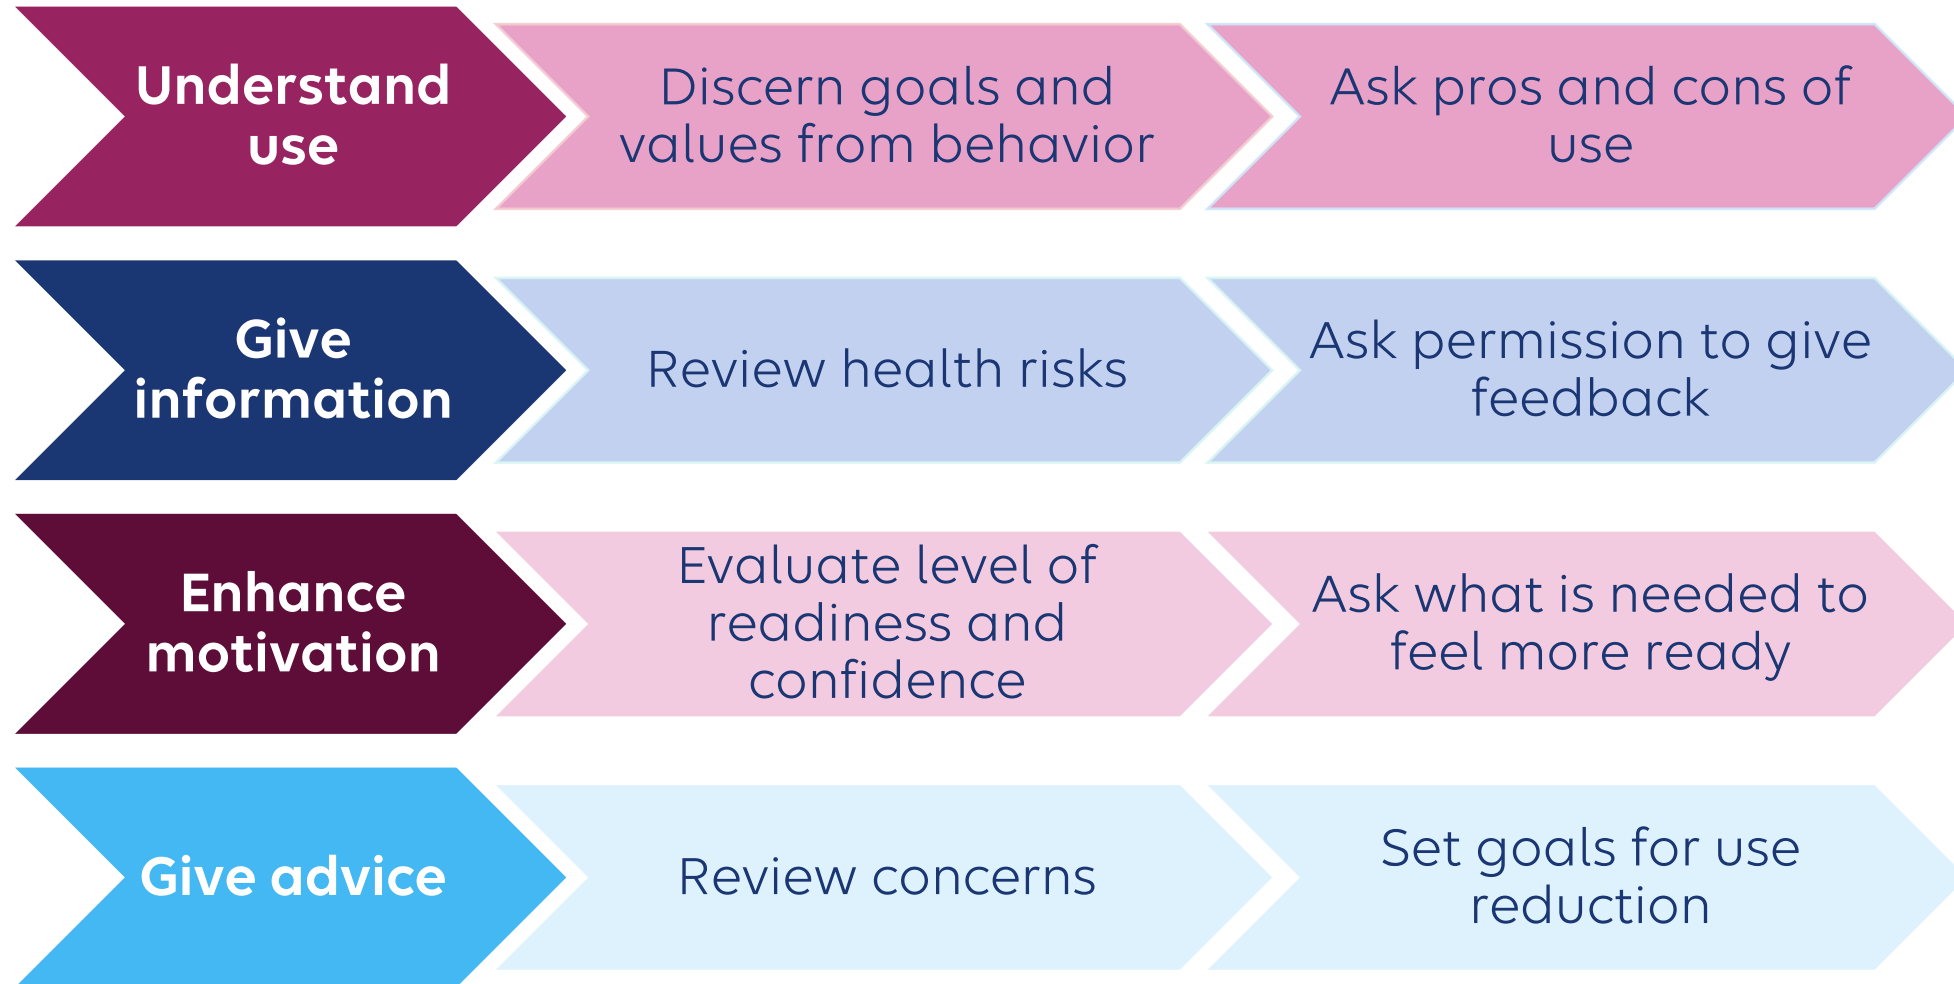 Understand
use
Discern goals and
values from behavior
Ask pros and cons of
use
Give
information
Review health risks
Ask permission to give
feedback
Enhance
motivation
Evaluate level of
readiness and
confidence
Ask what is needed to
feel more ready
Give advice
Review concerns
Set goals for use
reduction